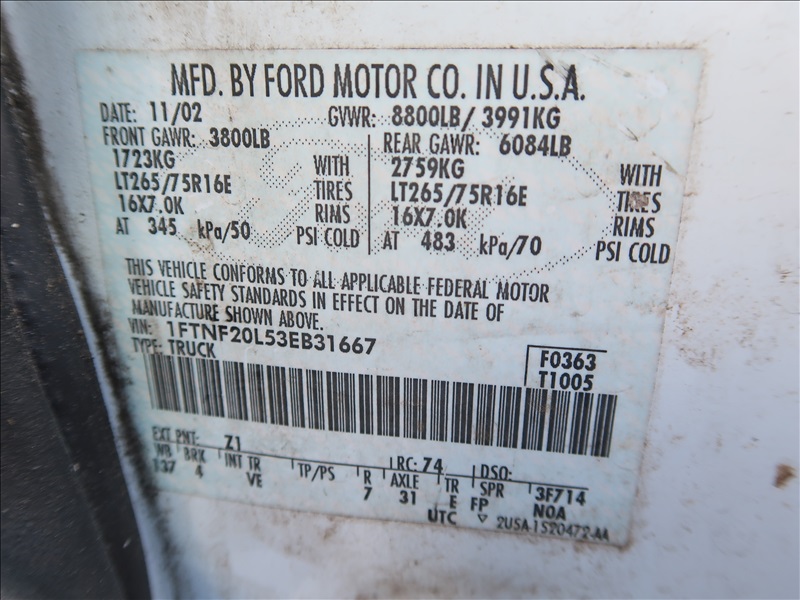 MFD. BY FORD MOTOR CO. IN U.S.A.
DATE: 11/02 GVWR: 8800LB/ 3991KG
FRONT GAWR: 3800LB REAR GAWR: 6084LB
1723KG WITH 2759KG WITH
LT265/75R16E TIRES LT265/75R16E TIRES
16X7.0K RIMS 16X7.0K RIMS
AT 345 kPa/50 PSI COLD AT 483 kPa/70 PSI COLD
THIS VEHICLE CONFORMS TO ALL APPLICABLE FEDERAL MOTOR
VEHICLE SAFETY STANDARDS IN EFFECT ON THE DATE OF
MANUFACTURE SHOWN ABOVE.
VIN: 1FTNF20L53EB31667
TYPE: TRUCK
F0363
T1005
EXT PNT: Z1 RC: 74 DSO:
WB BRK INT TR TP/PS R AXLE TR SPR 3F714
137 4 VE 7 31 E FP NOA
UTC ▽ 2USA-1520472-AA